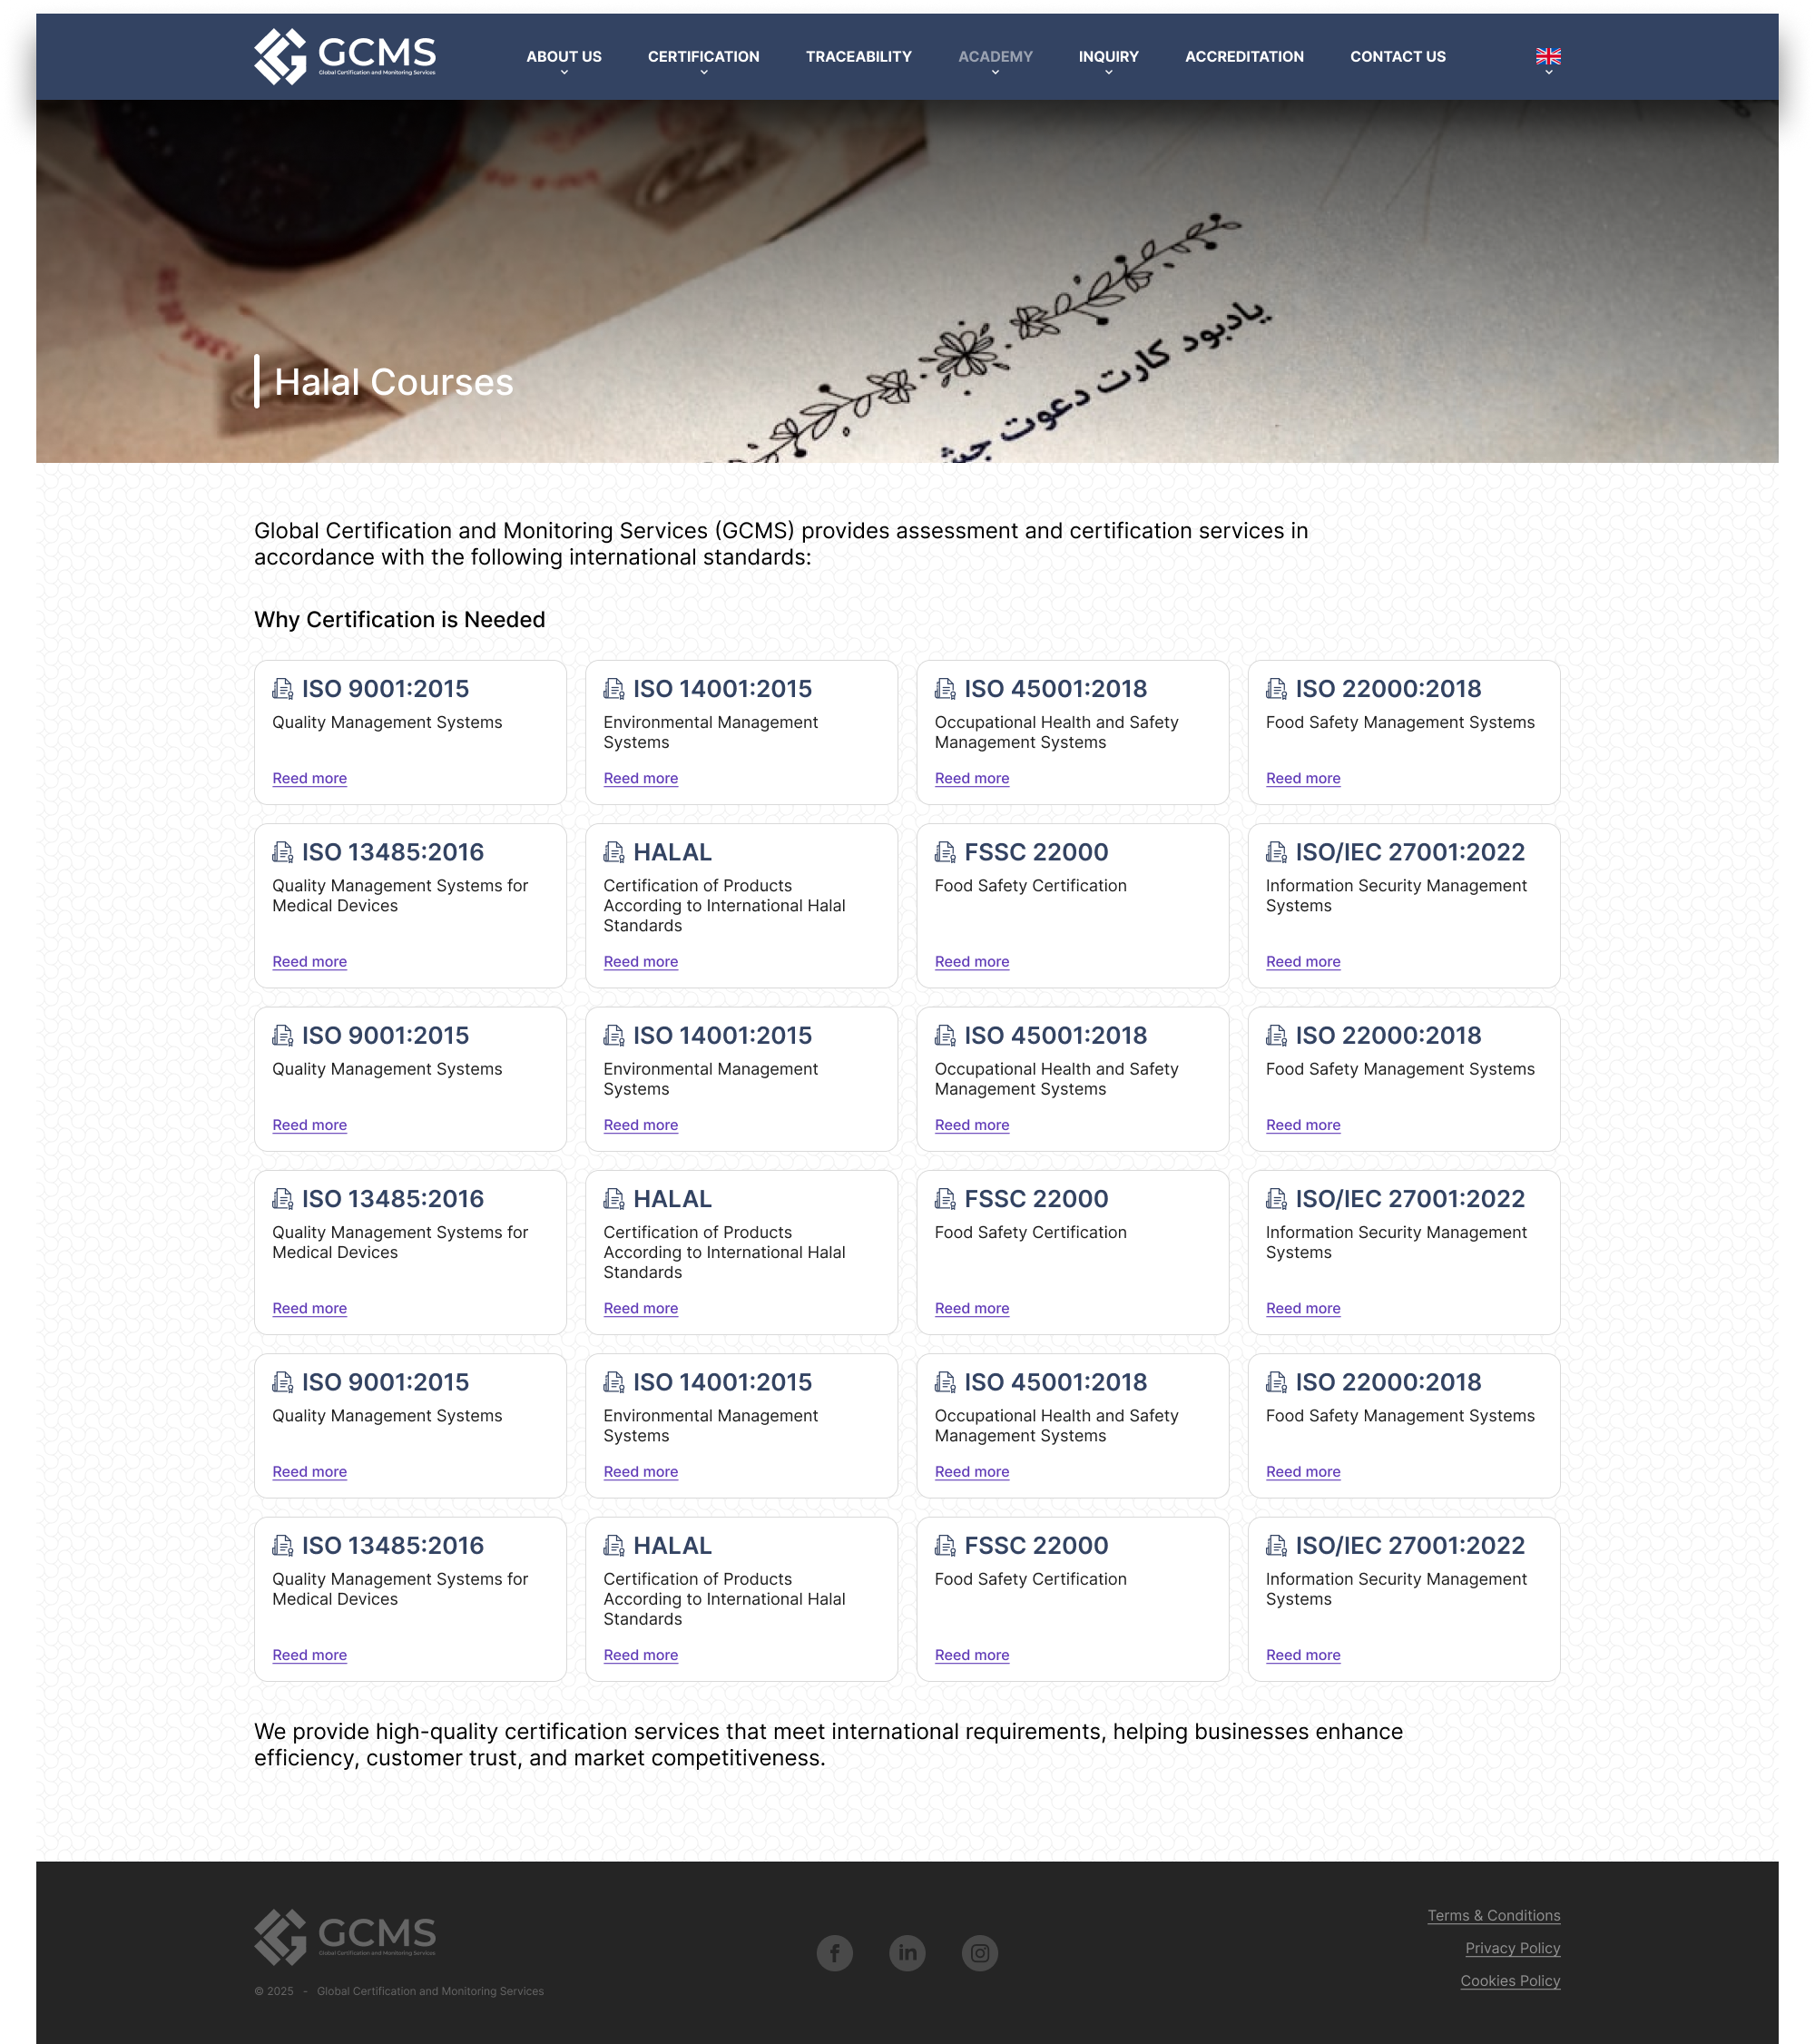 GCMS
Global Certification and Monitoring Services
ABOUT US
CERTIFICATION
TRACEABILITY
ACADEMY
INQUIRY
ACCREDITATION
CONTACT US
یادبود کارت دعوت
Halal Courses
Global Certification and Monitoring Services (GCMS) provides assessment and certification services in
accordance with the following international standards:
Why Certification is Needed
ISO 9001:2015
Quality Management Systems
Reed more
ISO 14001:2015
Environmental Management
Systems
Reed more
ISO 45001:2018
Occupational Health and Safety
Management Systems
Reed more
ISO 22000:2018
Food Safety Management Systems
Reed more
ISO 13485:2016
Quality Management Systems for
Medical Devices
Reed more
HALAL
Certification of Products
According to International Halal
Standards
Reed more
FSSC 22000
Food Safety Certification
Reed more
ISO/IEC 27001:2022
Information Security Management
Systems
Reed more
ISO 9001:2015
Quality Management Systems
Reed more
ISO 14001:2015
Environmental Management
Systems
Reed more
ISO 45001:2018
Occupational Health and Safety
Management Systems
Reed more
ISO 22000:2018
Food Safety Management Systems
Reed more
ISO 13485:2016
Quality Management Systems for
Medical Devices
Reed more
HALAL
Certification of Products
According to International Halal
Standards
Reed more
FSSC 22000
Food Safety Certification
Reed more
ISO/IEC 27001:2022
Information Security Management
Systems
Reed more
ISO 9001:2015
Quality Management Systems
Reed more
ISO 14001:2015
Environmental Management
Systems
Reed more
ISO 45001:2018
Occupational Health and Safety
Management Systems
Reed more
ISO 22000:2018
Food Safety Management Systems
Reed more
ISO 13485:2016
Quality Management Systems for
Medical Devices
Reed more
HALAL
Certification of Products
According to International Halal
Standards
Reed more
FSSC 22000
Food Safety Certification
Reed more
ISO/IEC 27001:2022
Information Security Management
Systems
Reed more
We provide high-quality certification services that meet international requirements, helping businesses enhance
efficiency, customer trust, and market competitiveness.
GCMS
Global Certification and Monitoring Services
© 2025 - Global Certification and Monitoring Services
Terms & Conditions
Privacy Policy
Cookies Policy